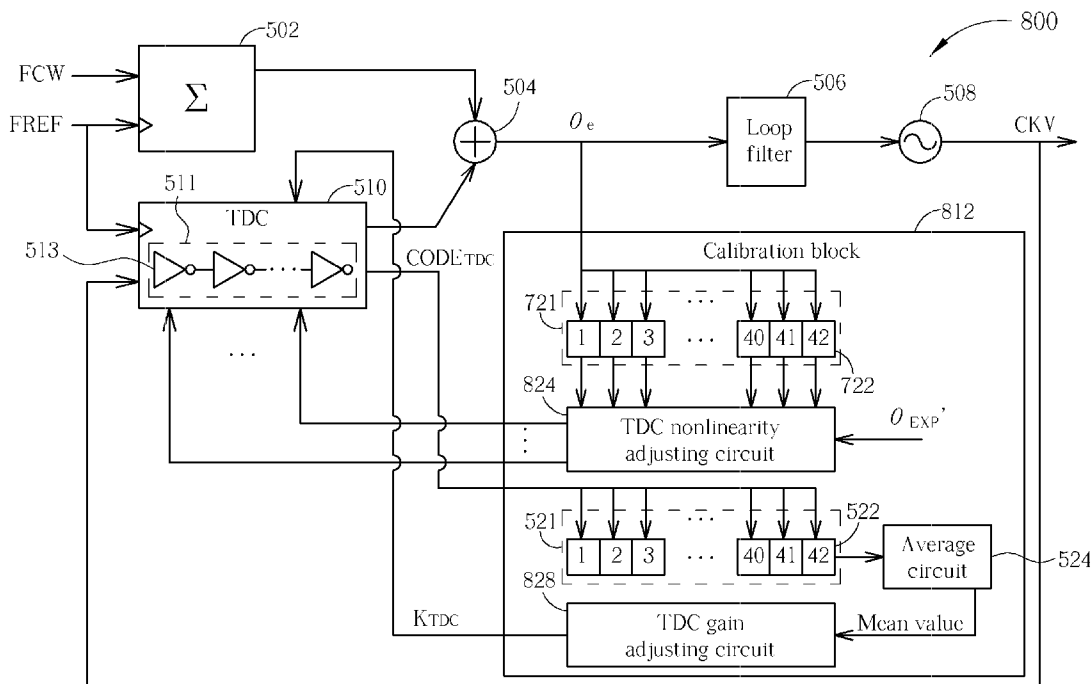 502
800
FCW
Σ
504
506
508
FREF
θe
Loop
filter
CKV
511
510
812
TDC
513
CODETDC
Calibration block
...
721
1 2 3 ... 40 41 42
722
...
824
TDC nonlinearity
adjusting circuit
θEXP'
...
...
521
522
1 2 3 ... 40 41 42
Average
circuit
524
828
KTDC
TDC gain
adjusting circuit
Mean value